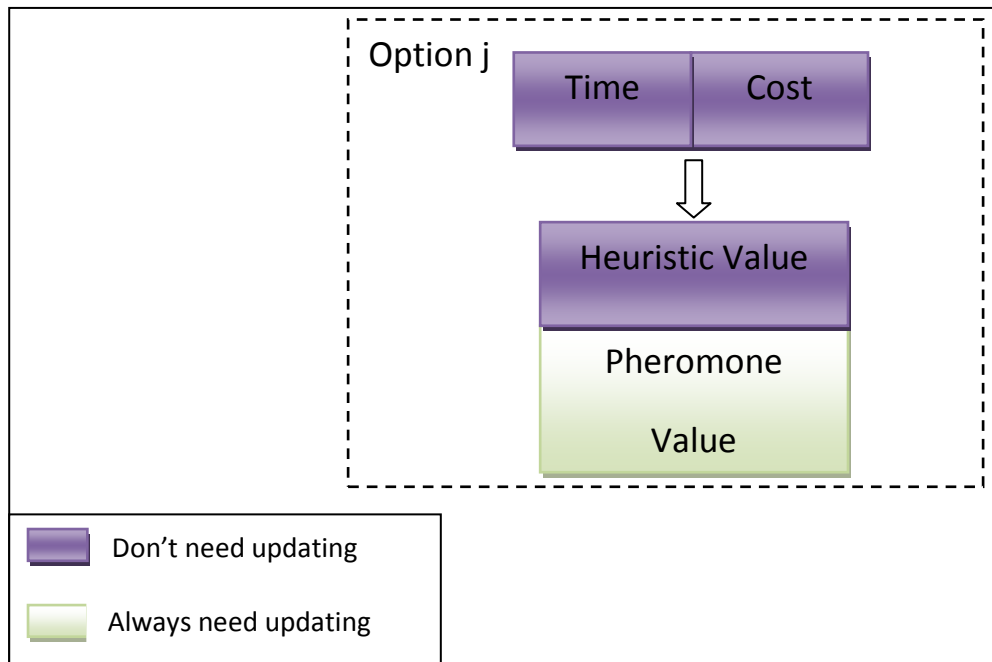 Option j
Time
Cost
Heuristic Value
Pheromone
Value
Don’t need updating
Always need updating